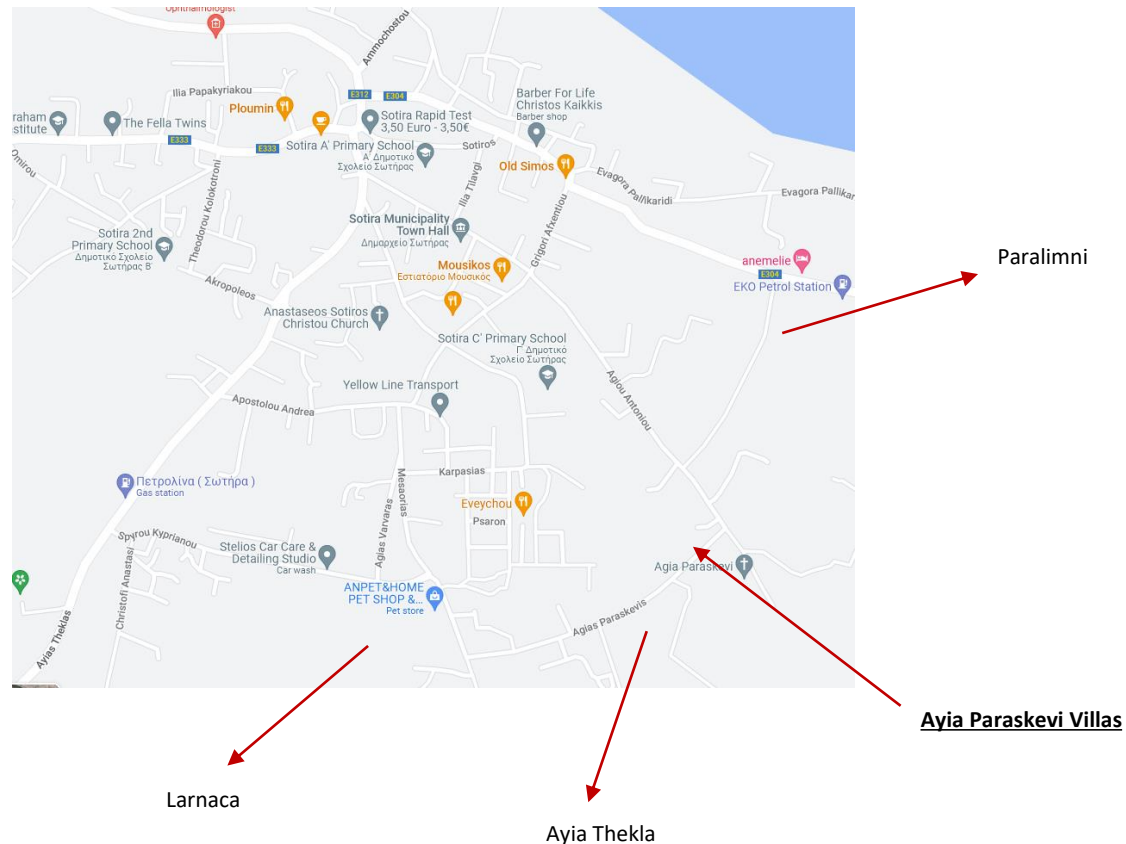 Ophthalmologist
Ammochostou
Ilia Papakyriakou
Ploumin
E312
E304
Barber For Life
Christos Kaikkis
Barber shop
raham
stitute
The Fella Twins
Sotira Rapid Test
3,50 Euro - 3,50€
E333
E333
Sotira A' Primary School
Α΄ Δημοτικό
Σχολείο Σωτήρας
Sotiros
Old Simos
Omirou
Theodorou Kolokotroni
Ilia Tilavgi
Evagora Pallikaridi
Evagora Pallikari
Grigori Afxentiou
Sotira Municipality
Town Hall
Δημαρχείο Σωτήρας
Sotira 2nd
Primary School
Δημοτικό Σχολείο
Σωτήρας Β΄
Mousikos
Εστιατόριο Μουσικός
anemelie
E304
EKO Petrol Station
Paralimni
Akropoleos
Anastaseos Sotiros
Christou Church
Sotira C' Primary School
Γ΄ Δημοτικό
Σχολείο Σωτήρας
Yellow Line Transport
Apostolou Andrea
Agiou Antoniou
Karpasias
Mesaorias
Πετρολίνα ( Σωτήρα )
Gas station
Eveychou
Psaron
Spyrou Kyprianou
Agias Varvaras
Stelios Car Care &
Detailing Studio
Car wash
Agia Paraskevi
ANPET&HOME
PET SHOP &...
Pet store
Christofi Anastasi
Agias Paraskevis
Ayias Theklas
Ayia Paraskevi Villas
Larnaca
Ayia Thekla